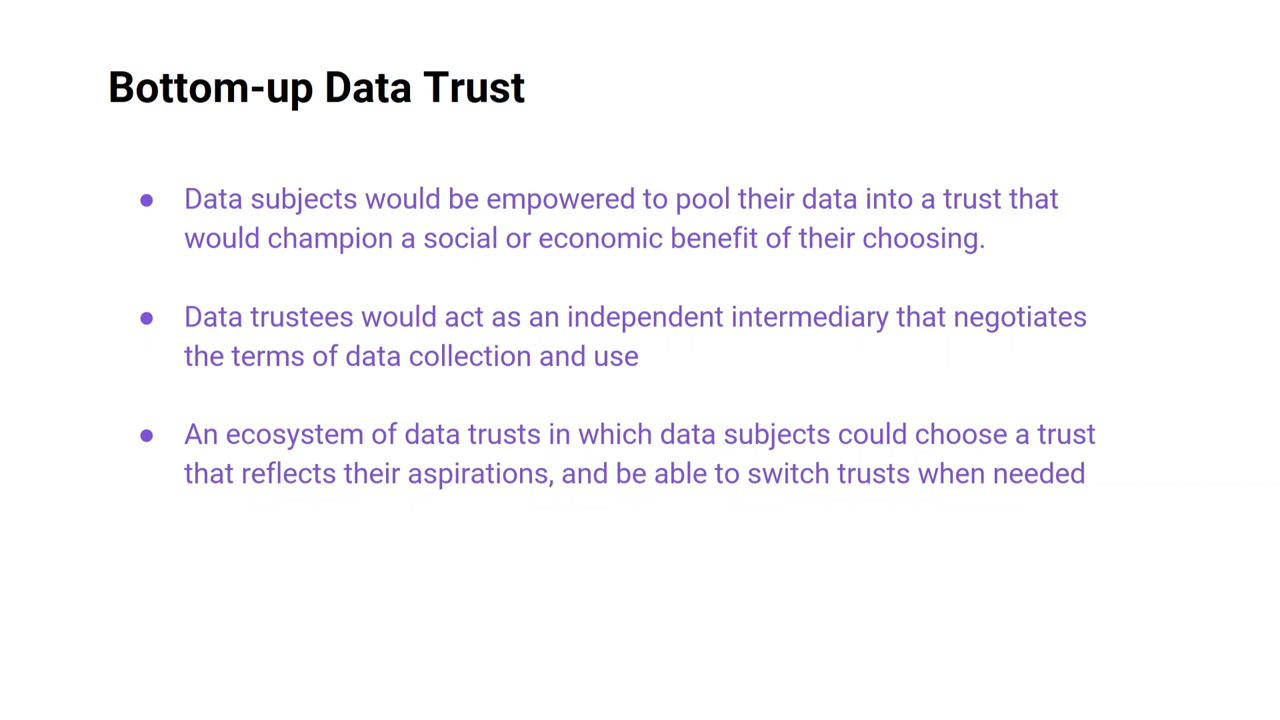 Bottom-up Data Trust
● Data subjects would be empowered to pool their data into a trust that
would champion a social or economic benefit of their choosing.
● Data trustees would act as an independent intermediary that negotiates
the terms of data collection and use
● An ecosystem of data trusts in which data subjects could choose a trust
that reflects their aspirations, and be able to switch trusts when needed